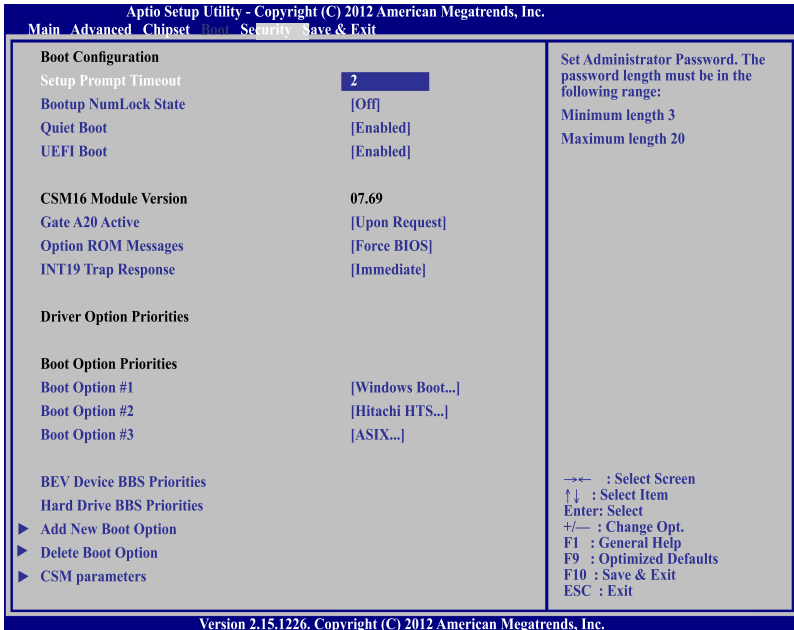 Aptio Setup Utility - Copyright (C) 2012 American Megatrends, Inc.
Main Advanced Chipset Boot Security Save & Exit
Boot Configuration
Setup Prompt Timeout 2
Bootup NumLock State [Off]
Quiet Boot [Enabled]
UEFI Boot [Enabled]
CSM16 Module Version 07.69
Gate A20 Active [Upon Request]
Option ROM Messages [Force BIOS]
INT19 Trap Response [Immediate]
Driver Option Priorities
Boot Option Priorities
Boot Option #1 [Windows Boot...]
Boot Option #2 [Hitachi HTS...]
Boot Option #3 [ASIX...]
BEV Device BBS Priorities
Hard Drive BBS Priorities
Add New Boot Option
Delete Boot Option
CSM parameters
Set Administrator Password. The
password length must be in the
following range:
Minimum length 3
Maximum length 20
→← : Select Screen
↑↓ : Select Item
Enter: Select
+/— : Change Opt.
F1 : General Help
F9 : Optimized Defaults
F10 : Save & Exit
ESC : Exit
Version 2.15.1226. Copyright (C) 2012 American Megatrends, Inc.